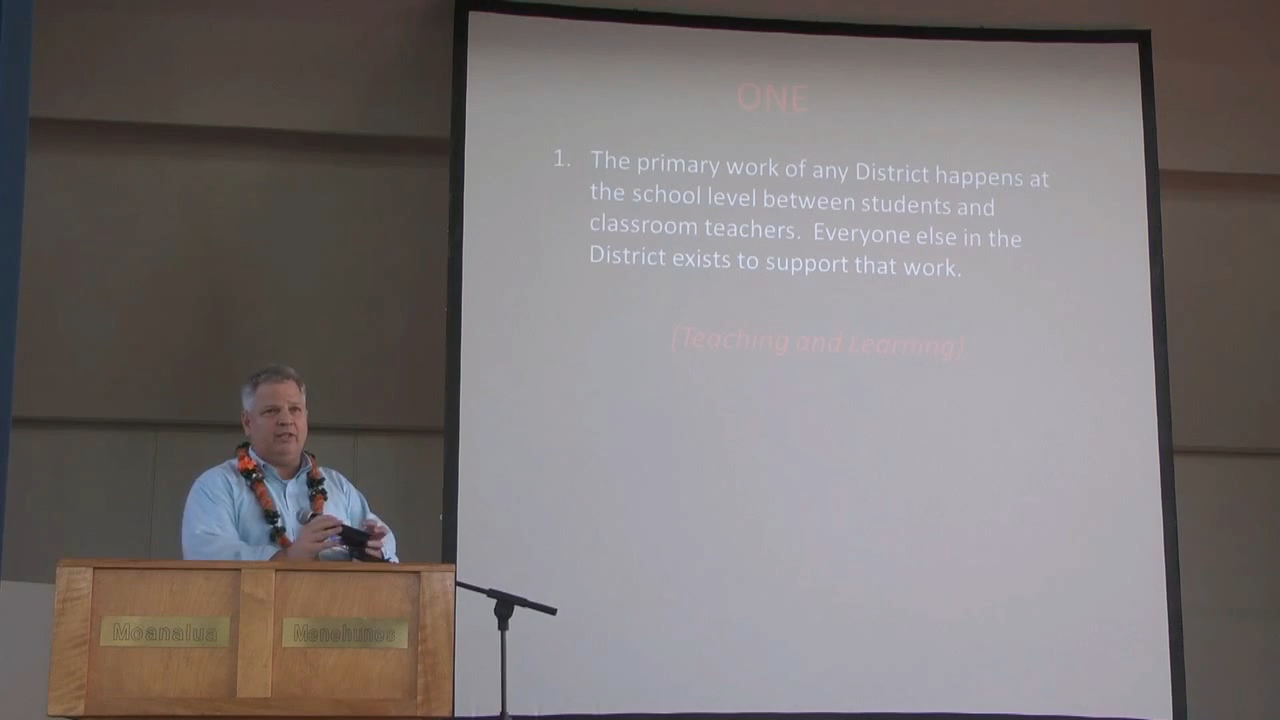 ONE
1. The primary work of any District happens at
the school level between students and
classroom teachers. Everyone else in the
District exists to support that work.
(Teaching and Learning)
Moanalua
Menehunes